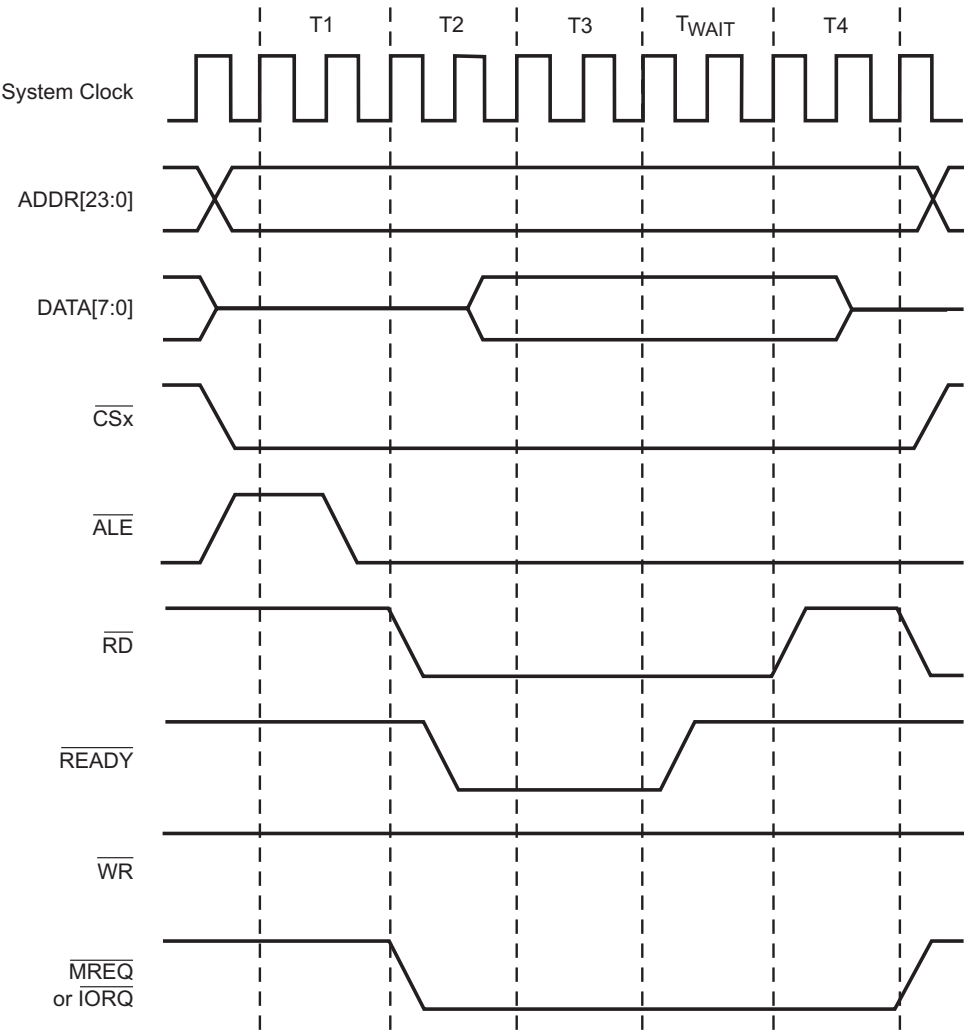 T1 T2 T3 TWAIT T4
System Clock
ADDR[23:0]
DATA[7:0]
CSx
ALE
RD
READY
WR
MREQ
or IORQ